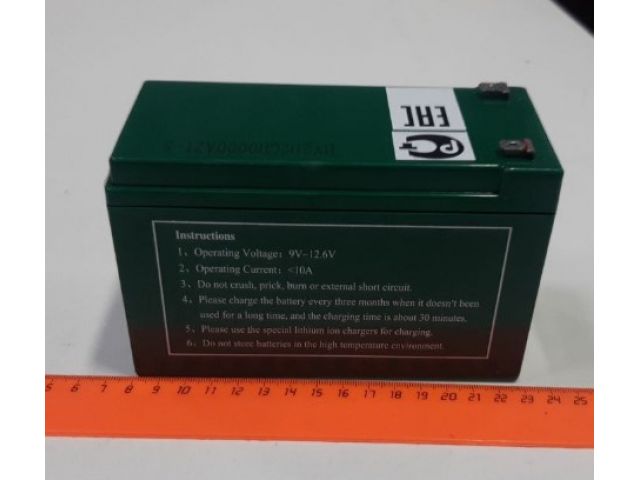 EAC
PC
Instructions
1、Operating Voltage: 9V~12.6V
2、Operating Current: <10A
3、Do not crush, prick, burn or external short circuit.
4、Please charge the battery every three months when it doesn't been
used for a long time, and the charging time is about 30 minutes.
5、Please use the special lithium ion chargers for charging.
6、Do not store batteries in the high temperature environment.
5 6 7 8 9 10 11 12 13 14 15 16 17 18 19 20 21 22 23 24 25